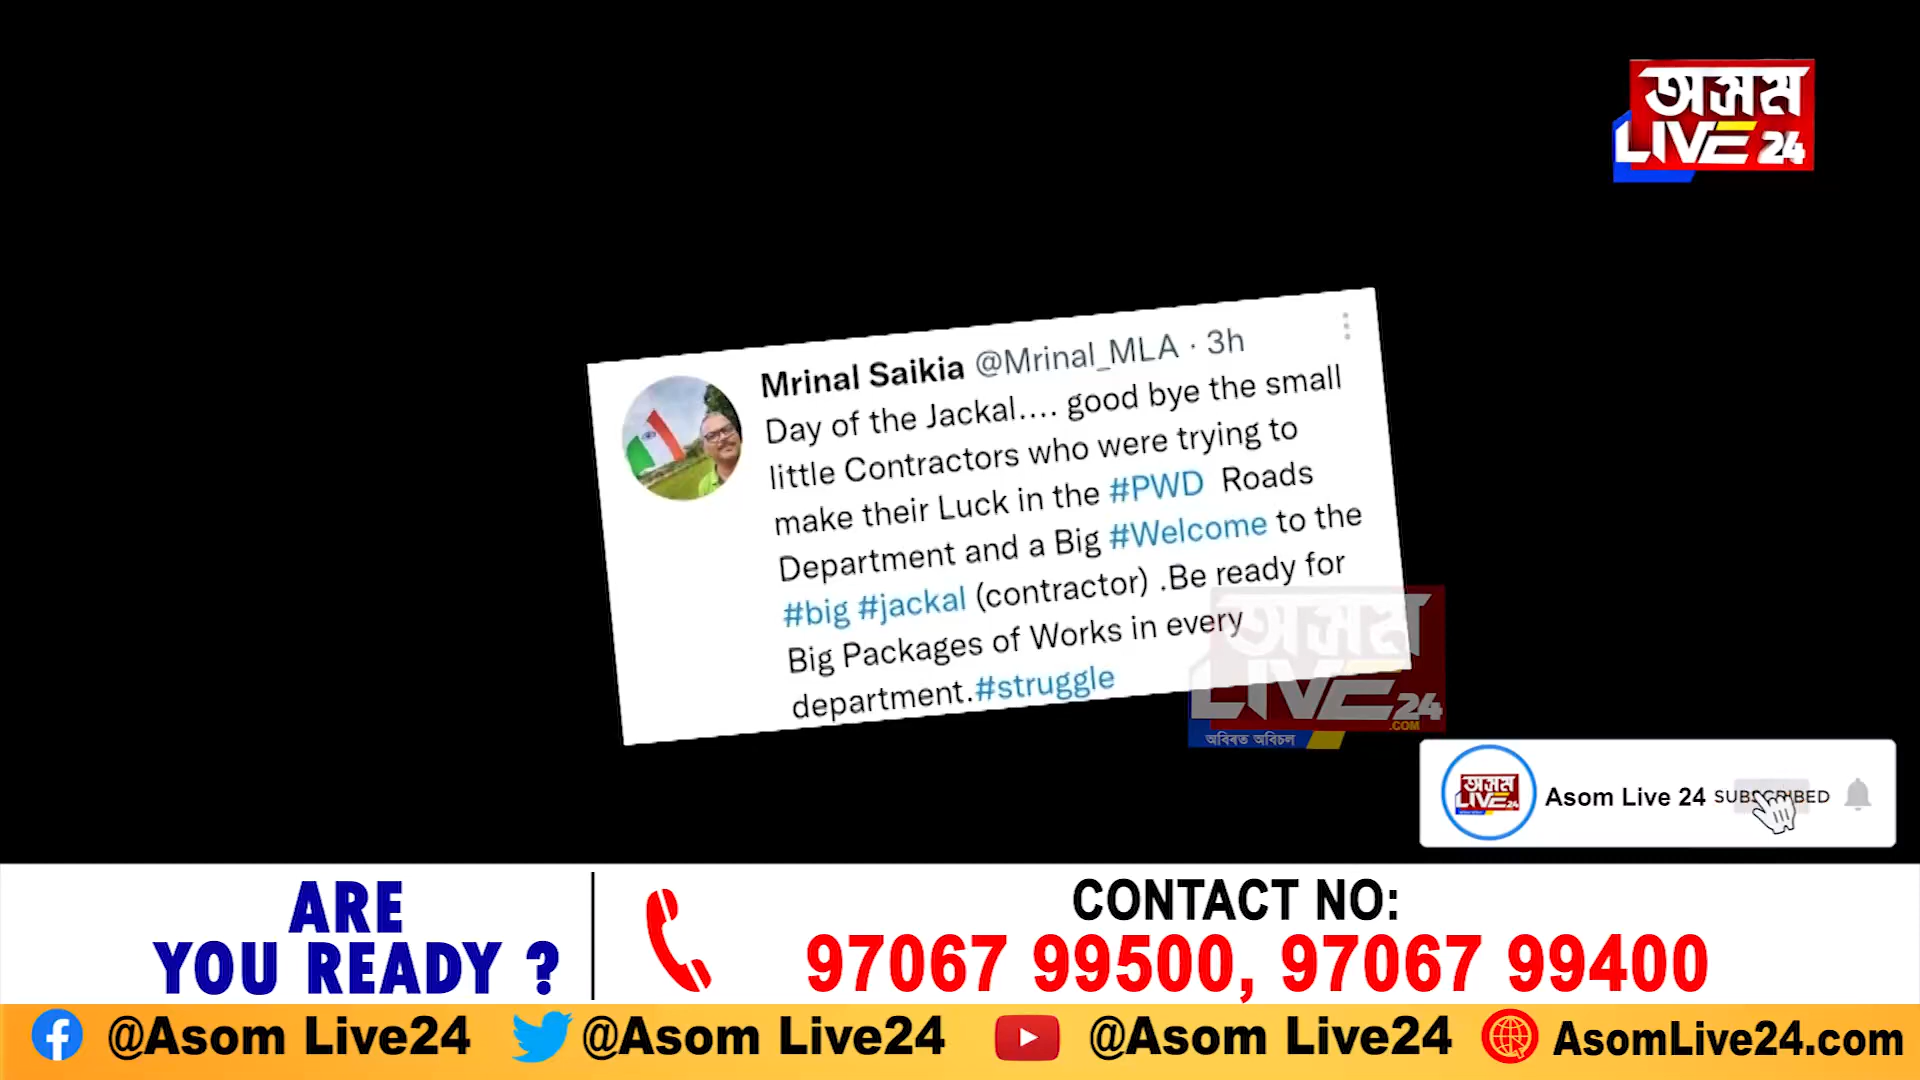 অসম
LIVE 24
Mrinal Saikia @Mrinal_MLA · 3h
Day of the Jackal.... good bye the small
little Contractors who were trying to
make their Luck in the #PWD Roads
Department and a Big #Welcome to the
#big #jackal (contractor) .Be ready for
Big Packages of Works in every
department.#struggle
অসম
LIVE 24
.COM
অবিৰত অবিচল
অসম
LIVE 24
Asom Live 24 SUBSCRIBED
ARE
YOU READY ?
CONTACT NO:
97067 99500, 97067 99400
@Asom Live24 @Asom Live24 @Asom Live24 AsomLive24.com